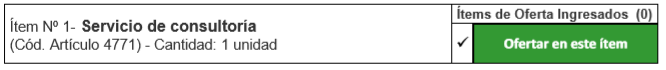 Ítem Nº 1- Servicio de consultoría
(Cód. Artículo 4771) - Cantidad: 1 unidad
Ítems de Oferta Ingresados (0)
✓ Ofertar en este ítem